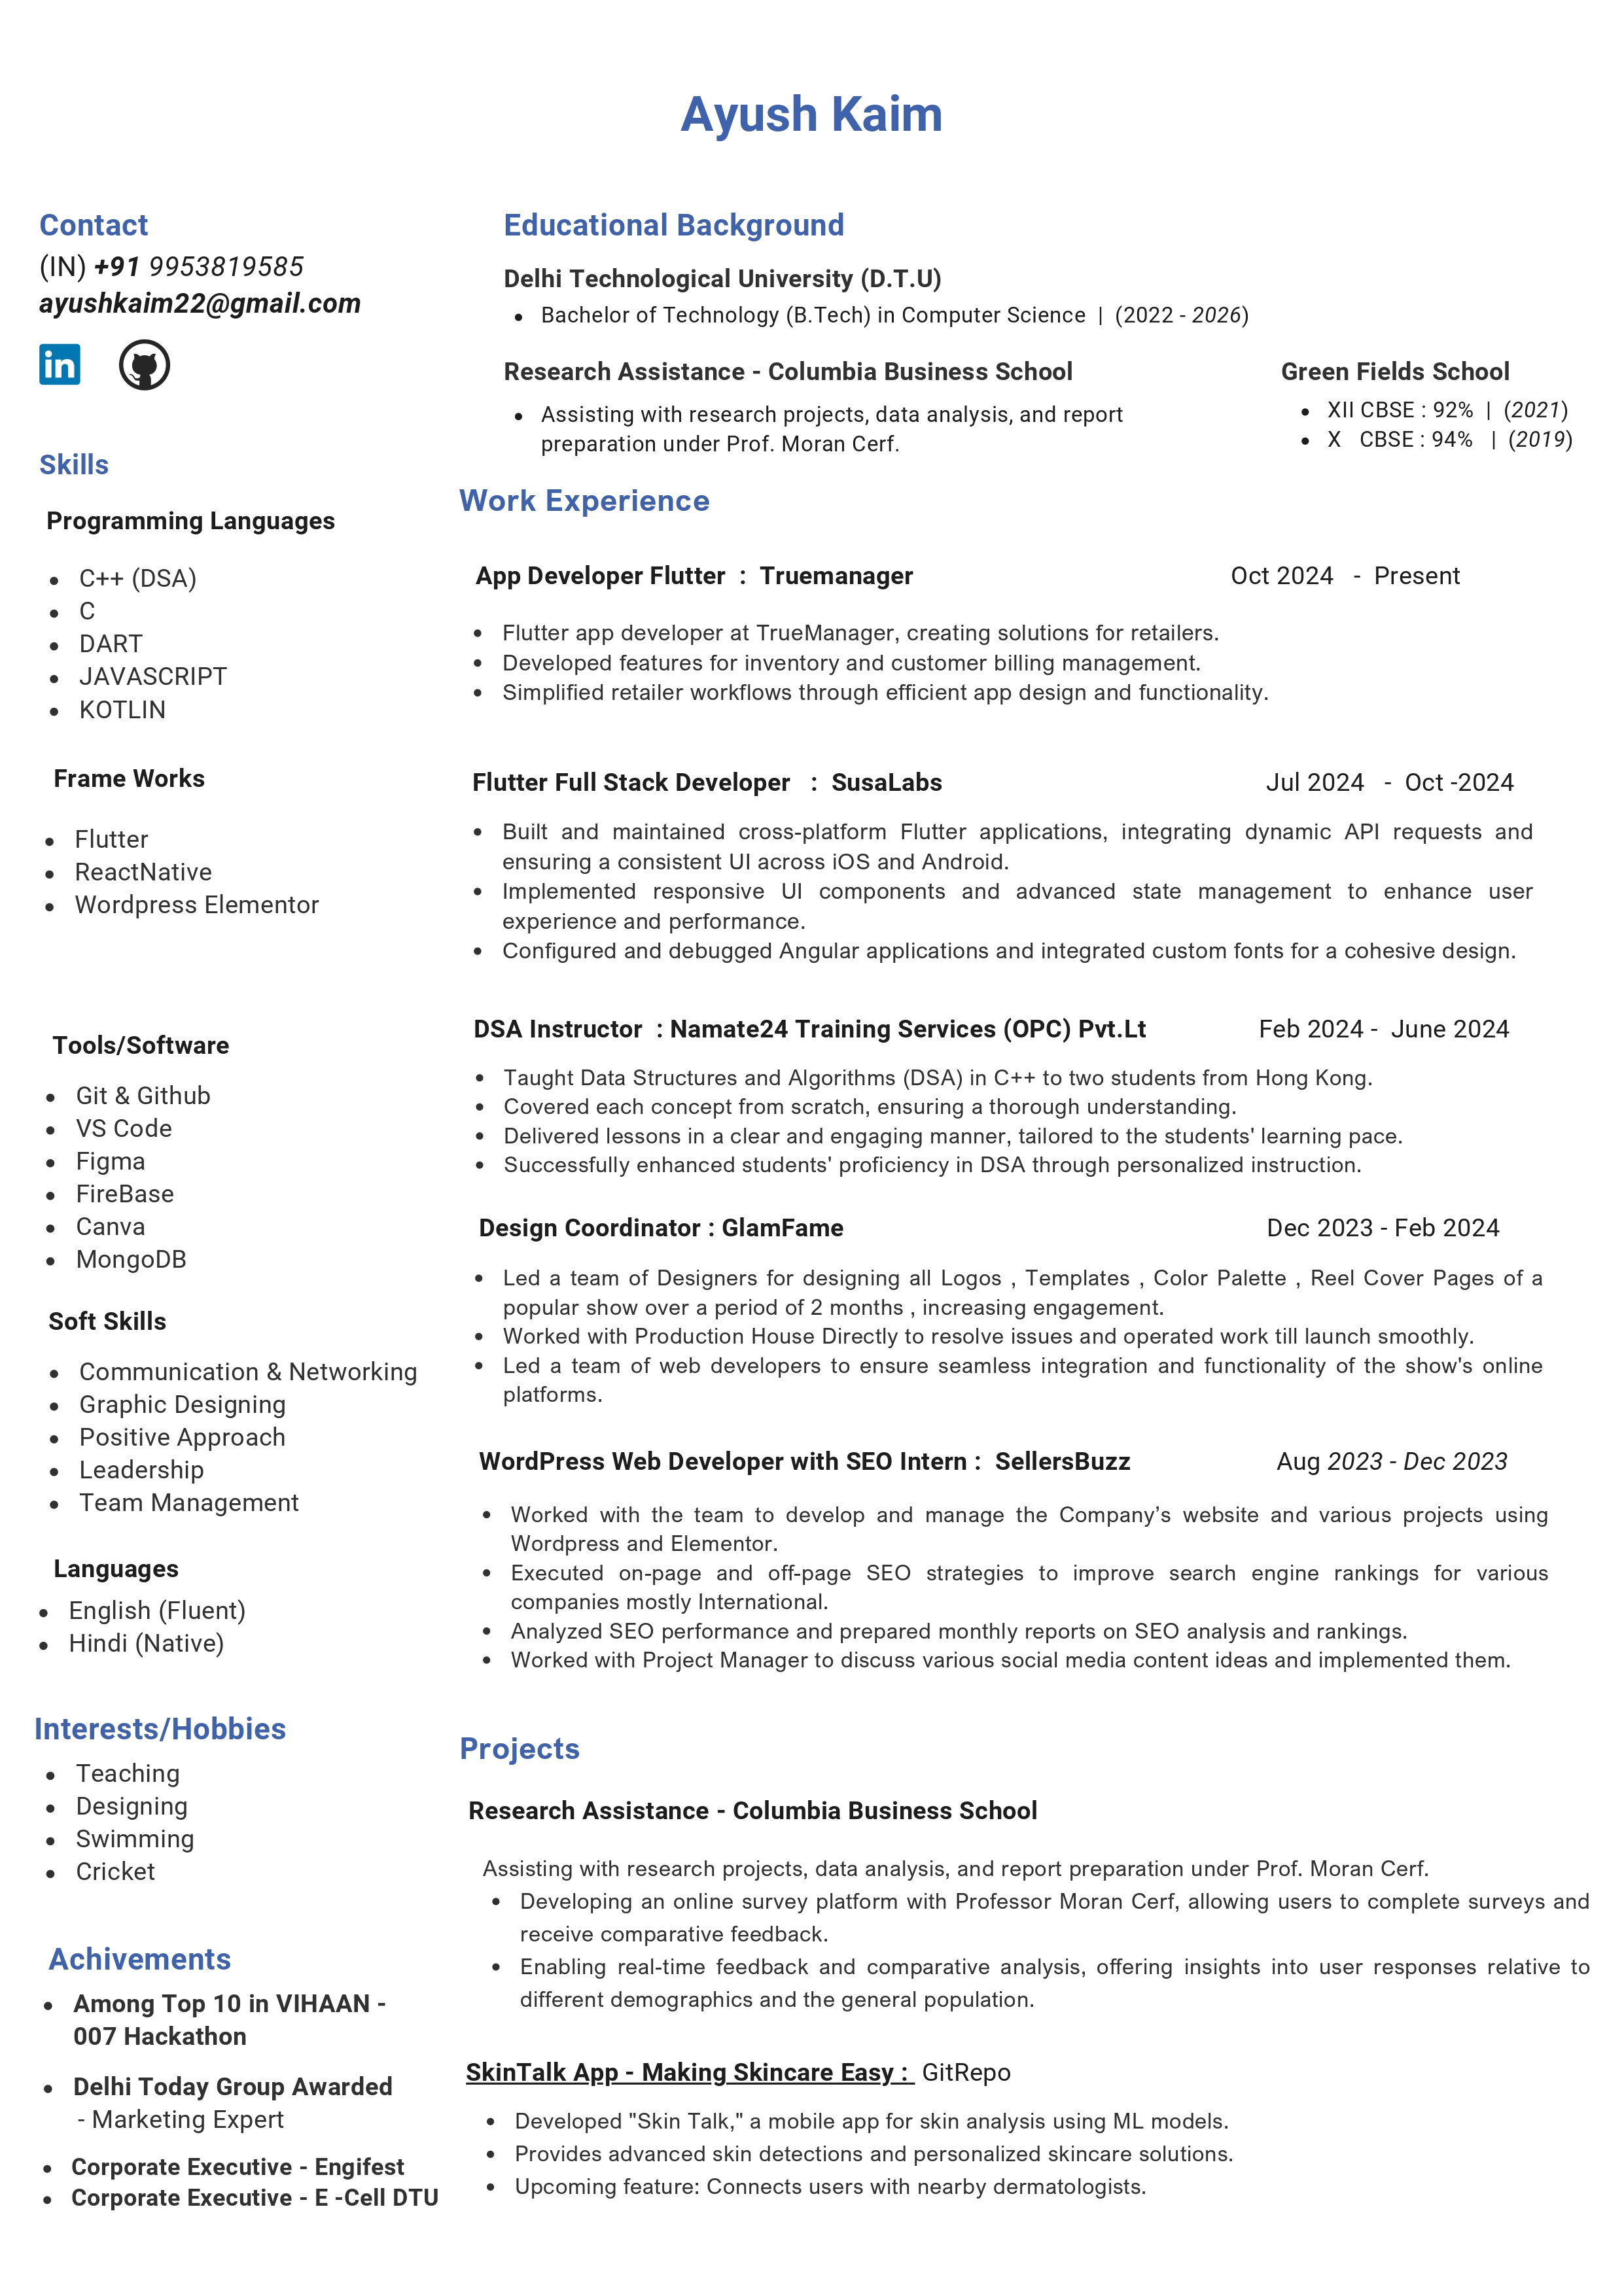 Ayush Kaim
Contact
(IN) +91 9953819585
ayushkaim22@gmail.com
in
Skills
Programming Languages
C++ (DSA)
C
DART
JAVASCRIPT
KOTLIN
Frame Works
Flutter
ReactNative
Wordpress Elementor
Tools/Software
Git & Github
VS Code
Figma
FireBase
Canva
MongoDB
Soft Skills
Communication & Networking
Graphic Designing
Positive Approach
Leadership
Team Management
Languages
English (Fluent)
Hindi (Native)
Interests/Hobbies
Teaching
Designing
Swimming
Cricket
Achivements
Among Top 10 in VIHAAN -
007 Hackathon
Delhi Today Group Awarded
- Marketing Expert
Corporate Executive - Engifest
Corporate Executive - E -Cell DTU
Educational Background
Delhi Technological University (D.T.U)
Bachelor of Technology (B.Tech) in Computer Science | (2022 - 2026)
Research Assistance - Columbia Business School
Assisting with research projects, data analysis, and report
preparation under Prof. Moran Cerf.
Green Fields School
XII CBSE : 92% | (2021)
X CBSE : 94% | (2019)
Work Experience
App Developer Flutter : Truemanager Oct 2024 - Present
Flutter app developer at TrueManager, creating solutions for retailers.
Developed features for inventory and customer billing management.
Simplified retailer workflows through efficient app design and functionality.
Flutter Full Stack Developer : SusaLabs Jul 2024 - Oct -2024
Built and maintained cross-platform Flutter applications, integrating dynamic API requests and
ensuring a consistent UI across iOS and Android.
Implemented responsive UI components and advanced state management to enhance user
experience and performance.
Configured and debugged Angular applications and integrated custom fonts for a cohesive design.
DSA Instructor : Namate24 Training Services (OPC) Pvt.Lt Feb 2024 - June 2024
Taught Data Structures and Algorithms (DSA) in C++ to two students from Hong Kong.
Covered each concept from scratch, ensuring a thorough understanding.
Delivered lessons in a clear and engaging manner, tailored to the students' learning pace.
Successfully enhanced students' proficiency in DSA through personalized instruction.
Design Coordinator : GlamFame Dec 2023 - Feb 2024
Led a team of Designers for designing all Logos , Templates , Color Palette , Reel Cover Pages of a
popular show over a period of 2 months , increasing engagement.
Worked with Production House Directly to resolve issues and operated work till launch smoothly.
Led a team of web developers to ensure seamless integration and functionality of the show's online
platforms.
WordPress Web Developer with SEO Intern : SellersBuzz Aug 2023 - Dec 2023
Worked with the team to develop and manage the Company’s website and various projects using
Wordpress and Elementor.
Executed on-page and off-page SEO strategies to improve search engine rankings for various
companies mostly International.
Analyzed SEO performance and prepared monthly reports on SEO analysis and rankings.
Worked with Project Manager to discuss various social media content ideas and implemented them.
Projects
Research Assistance - Columbia Business School
Assisting with research projects, data analysis, and report preparation under Prof. Moran Cerf.
Developing an online survey platform with Professor Moran Cerf, allowing users to complete surveys and
receive comparative feedback.
Enabling real-time feedback and comparative analysis, offering insights into user responses relative to
different demographics and the general population.
SkinTalk App - Making Skincare Easy : GitRepo
Developed "Skin Talk," a mobile app for skin analysis using ML models.
Provides advanced skin detections and personalized skincare solutions.
Upcoming feature: Connects users with nearby dermatologists.